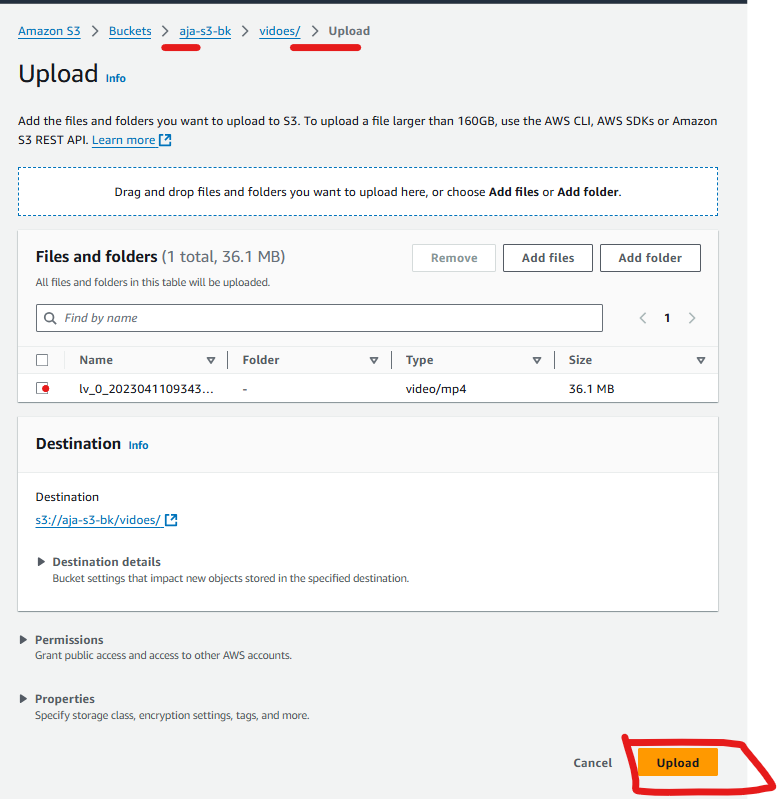 Amazon S3 > Buckets > aja-s3-bk > vidoes/ > Upload
Upload Info
Add the files and folders you want to upload to S3. To upload a file larger than 160GB, use the AWS CLI, AWS SDKs or Amazon
S3 REST API. Learn more
Drag and drop files and folders you want to upload here, or choose Add files or Add folder.
Files and folders (1 total, 36.1 MB)
Remove Add files Add folder
All files and folders in this table will be uploaded.
Find by name
< 1 >
Name Folder Type Size
lv_0_2023041109343... - video/mp4 36.1 MB
Destination Info
Destination
s3://aja-s3-bk/vidoes/
Destination details
Bucket settings that impact new objects stored in the specified destination.
Permissions
Grant public access and access to other AWS accounts.
Properties
Specify storage class, encryption settings, tags, and more.
Cancel Upload